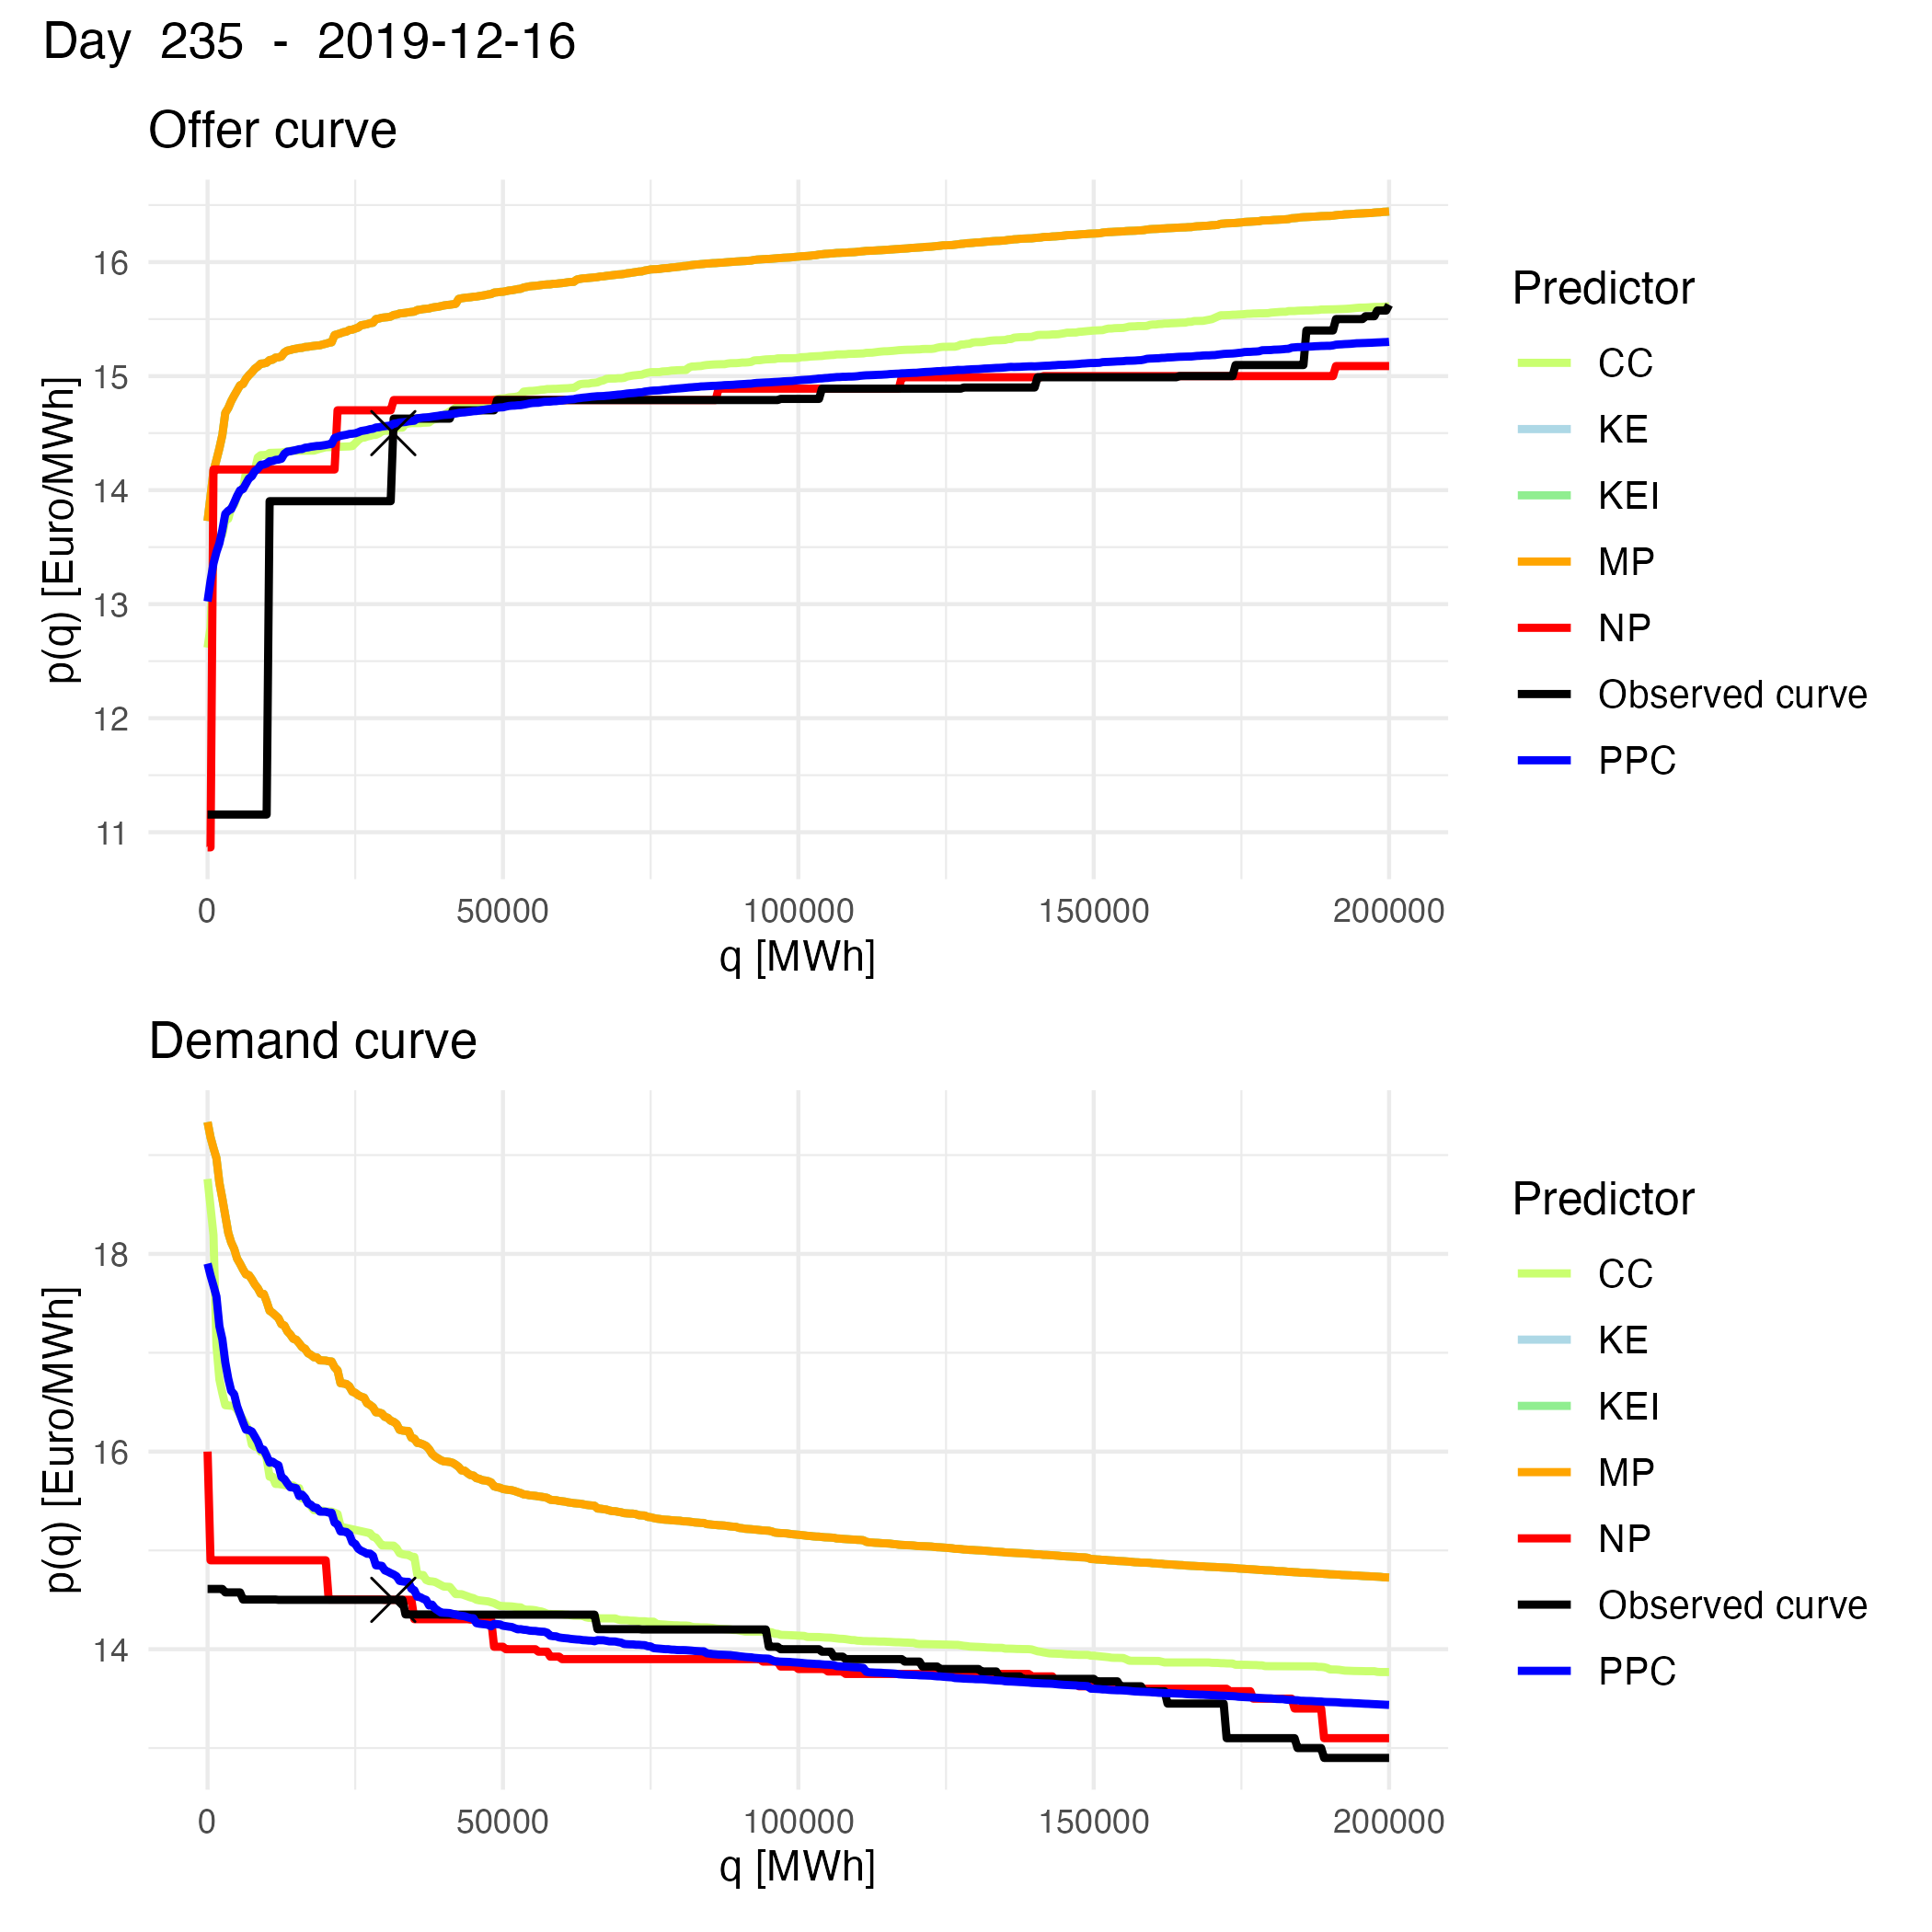 Day 235 - 2019-12-16
Offer curve
p(q) [Euro/MWh]
16
15
14
13
12
11
0 50000 100000 150000 200000
q [MWh]
Predictor
CC
KE
KEI
MP
NP
Observed curve
PPC
Demand curve
p(q) [Euro/MWh]
18
16
14
0 50000 100000 150000 200000
q [MWh]
Predictor
CC
KE
KEI
MP
NP
Observed curve
PPC